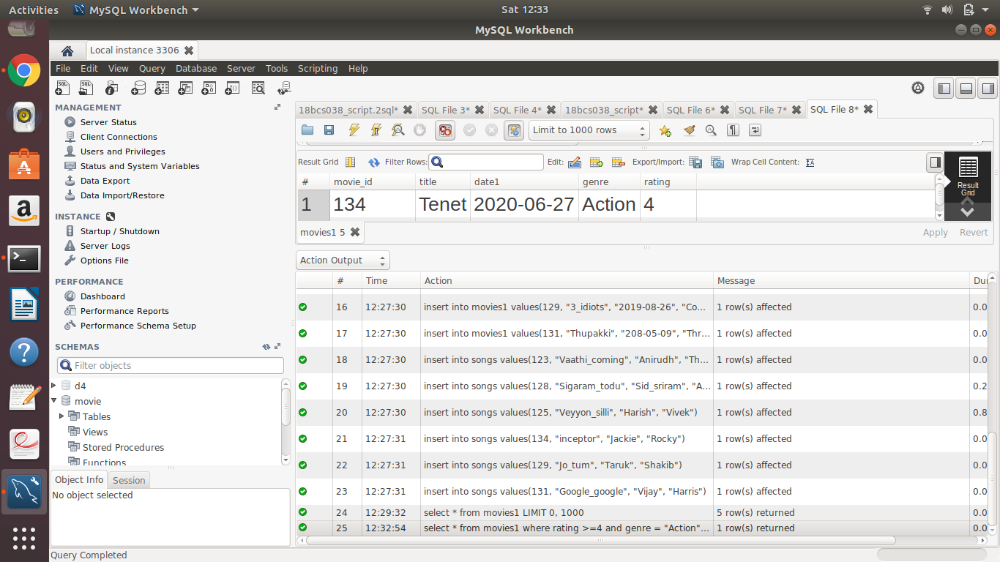 Activities MySQL Workbench Sat 12:33
MySQL Workbench
Local instance 3306
File Edit View Query Database Server Tools Scripting Help
MANAGEMENT
Server Status
Client Connections
Users and Privileges
Status and System Variables
Data Export
Data Import/Restore
INSTANCE
Startup / Shutdown
Server Logs
Options File
PERFORMANCE
Dashboard
Performance Reports
Performance Schema Setup
SCHEMAS
Filter objects
d4
movie
Tables
Views
Stored Procedures
Functions
Object Info Session
No object selected
18bcs038_script.2sql* SQL File 3* SQL File 4* 18bcs038_script* SQL File 6* SQL File 7* SQL File 8*
Limit to 1000 rows
Result Grid Filter Rows: Edit: Export/Import: Wrap Cell Content:
# movie_id title date1 genre rating
1 134 Tenet 2020-06-27 Action 4
Result
Grid
movies1 5 Apply Revert
Action Output
# Time Action Message Du
16 12:27:30 insert into movies1 values(129, "3_idiots", "2019-08-26", "Co... 1 row(s) affected 0.0
17 12:27:30 insert into movies1 values(131, "Thupakki", "208-05-09", "Thr... 1 row(s) affected 0.0
18 12:27:30 insert into songs values(123, "Vaathi_coming", "Anirudh", "Th... 1 row(s) affected 0.0
19 12:27:30 insert into songs values(128, "Sigaram_todu", "Sid_sriram", "A... 1 row(s) affected 0.2
20 12:27:30 insert into songs values(125, "Veyyon_silli", "Harish", "Vivek") 1 row(s) affected 0.8
21 12:27:31 insert into songs values(134, "inceptor", "Jackie", "Rocky") 1 row(s) affected 0.0
22 12:27:31 insert into songs values(129, "Jo_tum", "Taruk", "Shakib") 1 row(s) affected 0.0
23 12:27:31 insert into songs values(131, "Google_google", "Vijay", "Harris") 1 row(s) affected 0.0
24 12:29:32 select * from movies1 LIMIT 0, 1000 5 row(s) returned 0.0
25 12:32:54 select * from movies1 where rating >=4 and genre = "Action"... 1 row(s) returned 0.0
Query Completed